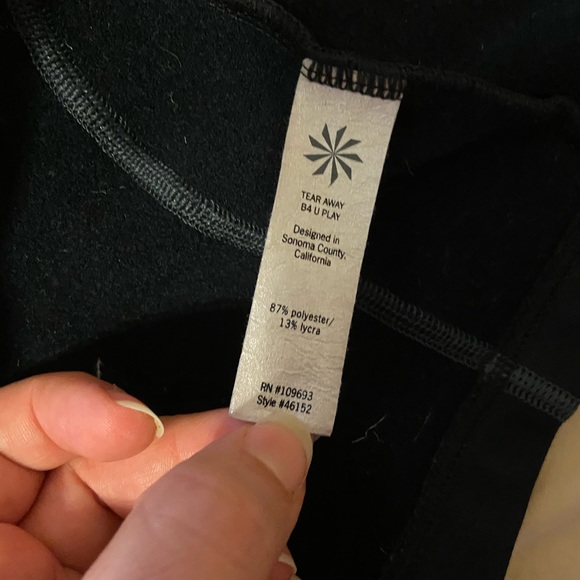 TEAR AWAY
B4 U PLAY
Designed in
Sonoma County,
California
87% polyester/
13% lycra
RN #109693
Style #46152